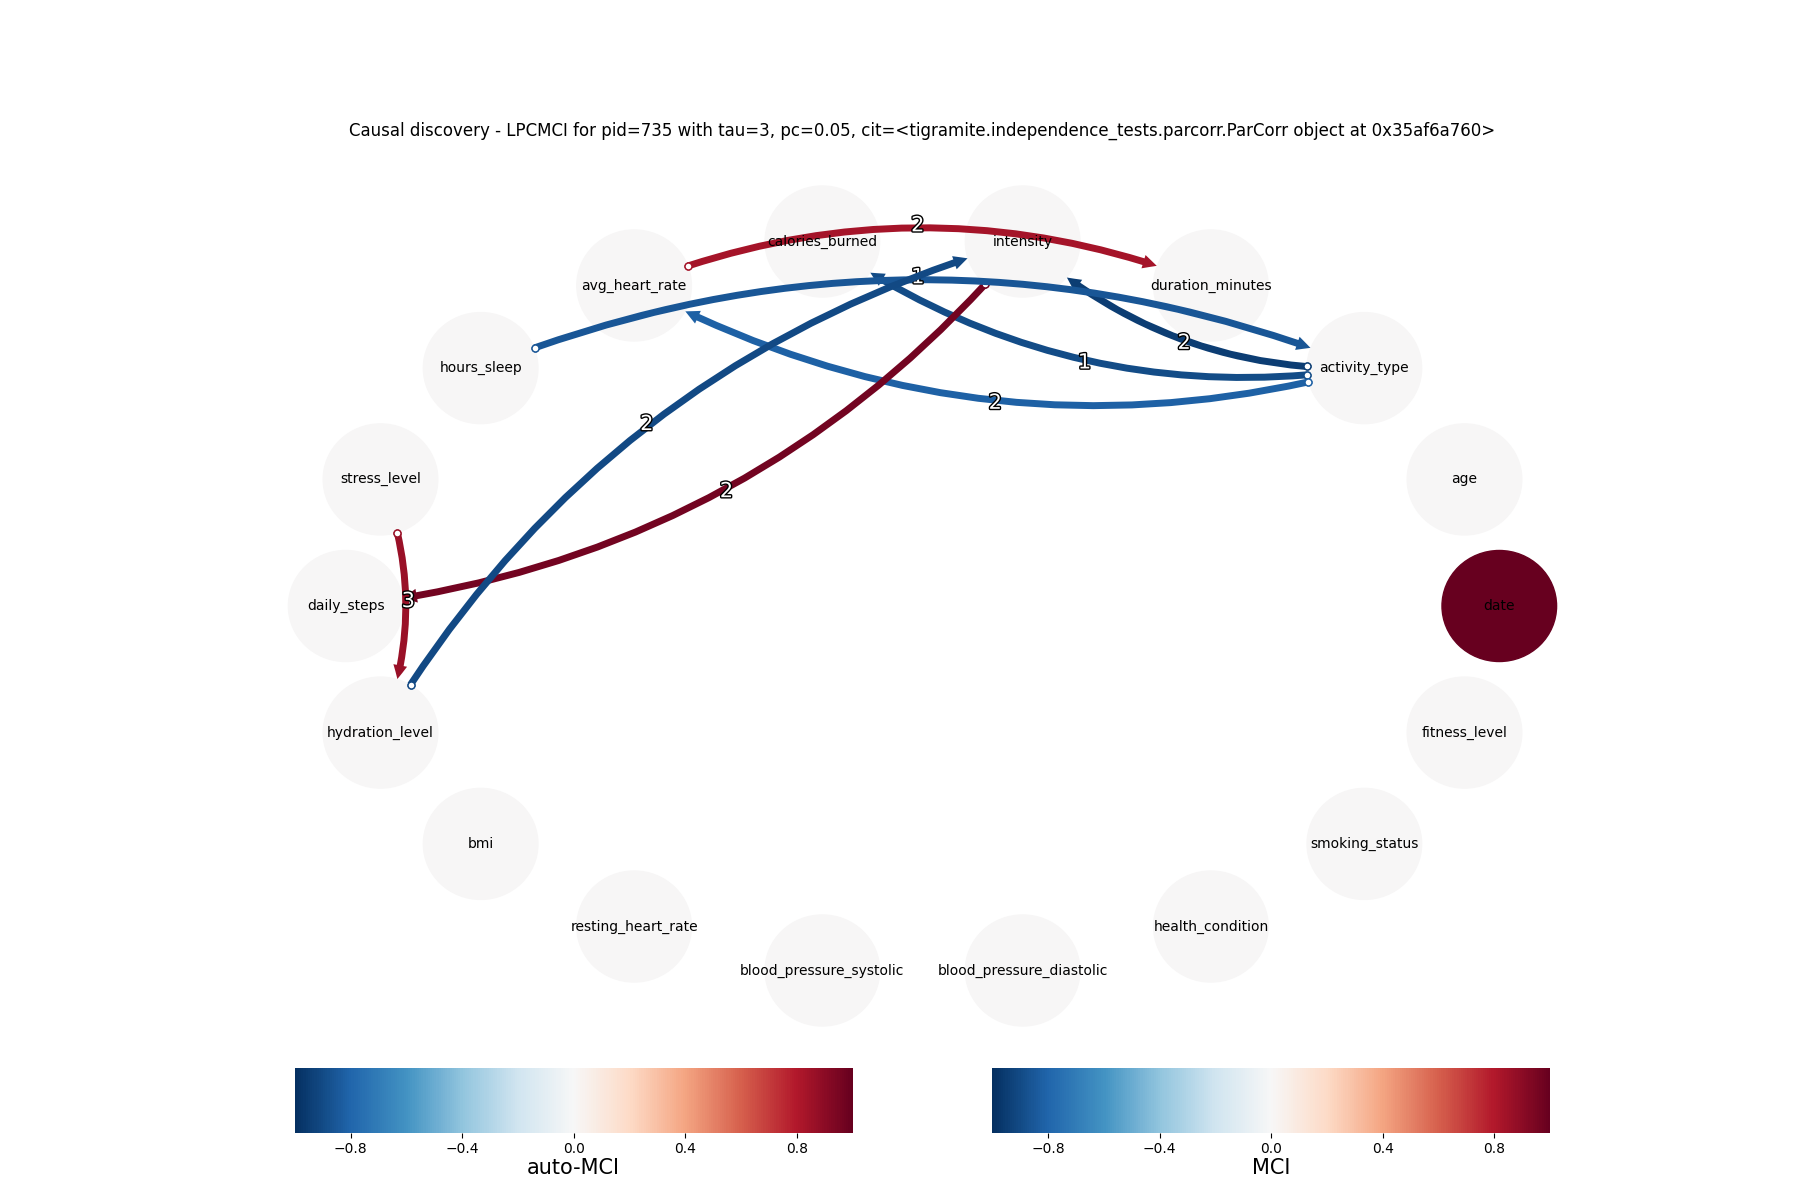 Causal discovery - LPCMCI for pid=735 with tau=3, pc=0.05, cit=<tigramite.independence_tests.parcorr.ParCorr object at 0x35af6a760>
2
calories_burned
intensity
1
avg_heart_rate
duration_minutes
2
1
hours_sleep
activity_type
2
2
stress_level
age
2
3
daily_steps
date
hydration_level
fitness_level
bmi
smoking_status
resting_heart_rate
health_condition
blood_pressure_systolic
blood_pressure_diastolic
−0.8 −0.4 0.0 0.4 0.8
auto-MCI
−0.8 −0.4 0.0 0.4 0.8
MCI